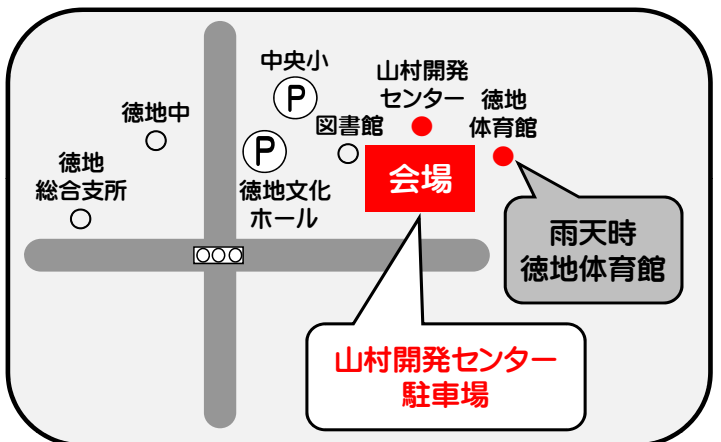 中央小
P
山村開発
センター
徳地
体育館
徳地中
図書館
P
徳地文化
ホール
徳地
総合支所
会場
雨天時
徳地体育館
山村開発センター
駐車場